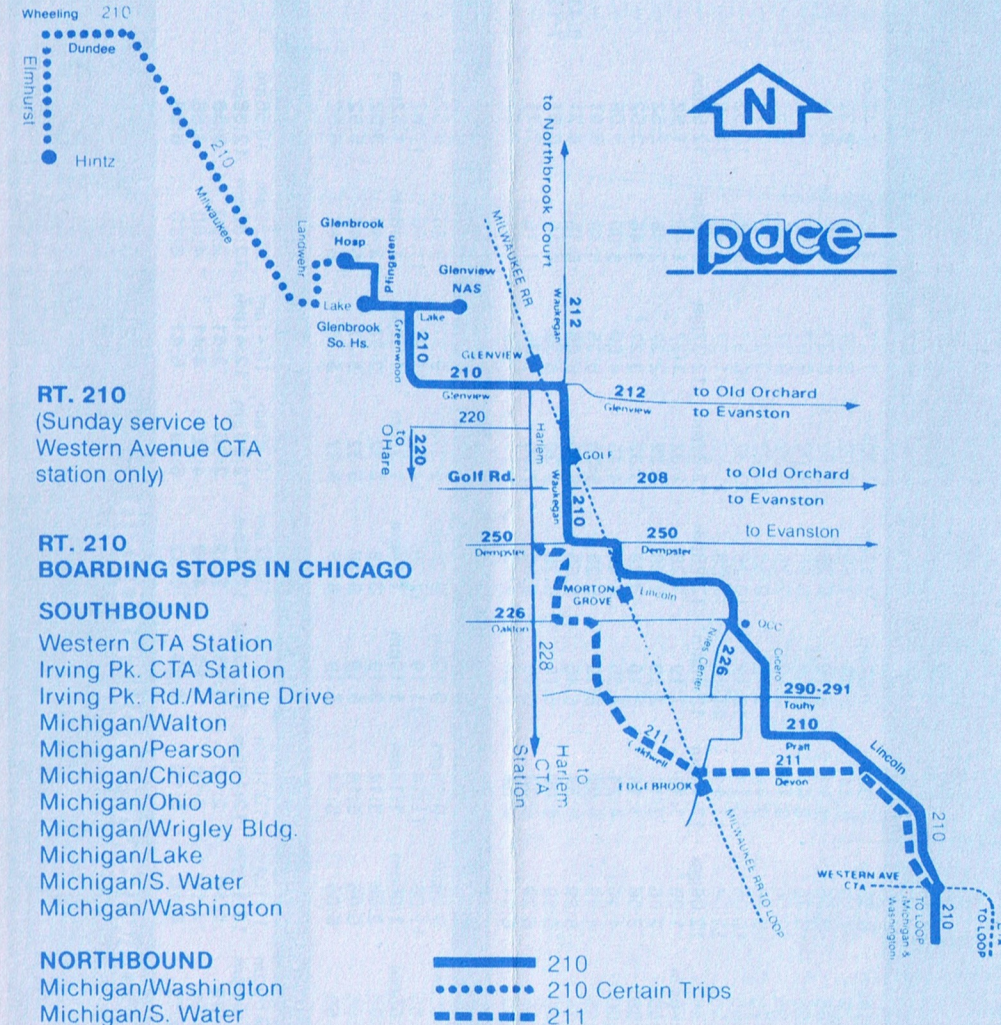 Wheeling 210
Dundee
Elmhurst
Hintz
210
Milwaukee
Landwehr
Glenbrook
Hosp
Pfingsten
Glenview
NAS
Lake
Lake
Glenbrook
So. Hs.
Greenwood
210
210
Glenview
GLENVIEW
MILWAUKEE RR
to Northbrook Court
Waukegan
212
N
pace
212
Glenview
to Old Orchard
to Evanston
220
220
to
O'Hare
Harlem
GOLF
Golf Rd.
Waukegan
210
208
to Old Orchard
to Evanston
250
Dempster
250
Dempster
to Evanston
MORTON
GROVE
Lincoln
226
Oakton
228
OCC
Niles Center
226
Cicero
290-291
Touhy
210
Pratt
Lincoln
211
Devon
211
Caldwell
EDGEBROOK
to
Harlem
CTA
Station
MILWAUKEE RR TO LOOP
210
WESTERN AVE
CTA
210
TO LOOP
(Michigan &
Washington)
TO LOOP
RT. 210
(Sunday service to
Western Avenue CTA
station only)
RT. 210
BOARDING STOPS IN CHICAGO
SOUTHBOUND
Western CTA Station
Irving Pk. CTA Station
Irving Pk. Rd./Marine Drive
Michigan/Walton
Michigan/Pearson
Michigan/Chicago
Michigan/Ohio
Michigan/Wrigley Bldg.
Michigan/Lake
Michigan/S. Water
Michigan/Washington
NORTHBOUND
Michigan/Washington
Michigan/S. Water
210
210 Certain Trips
211